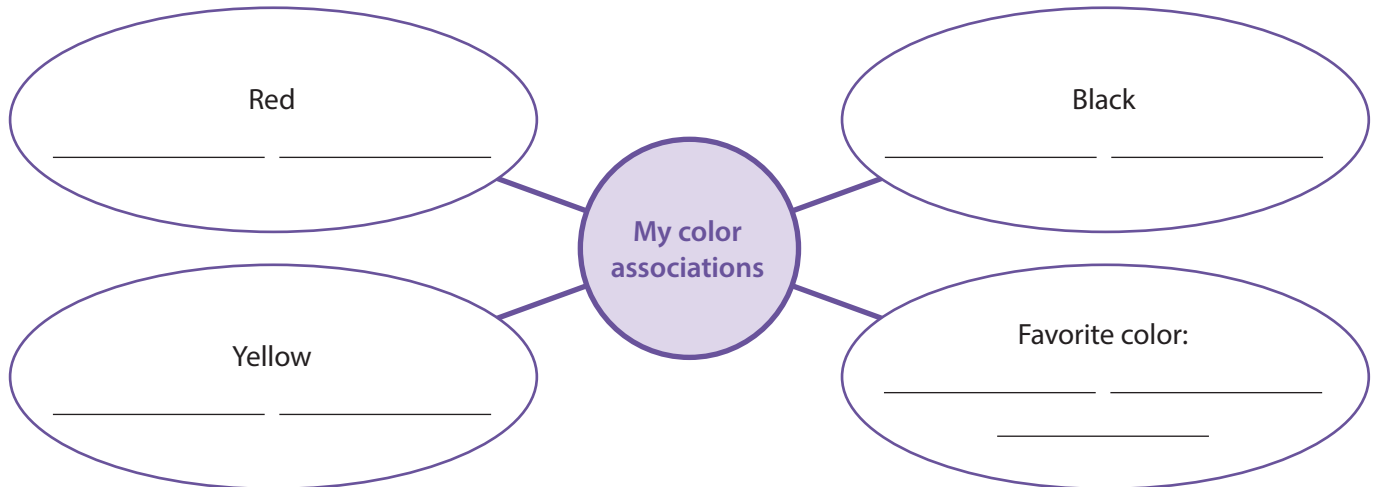 Red
Black
My color
associations
Yellow
Favorite color: